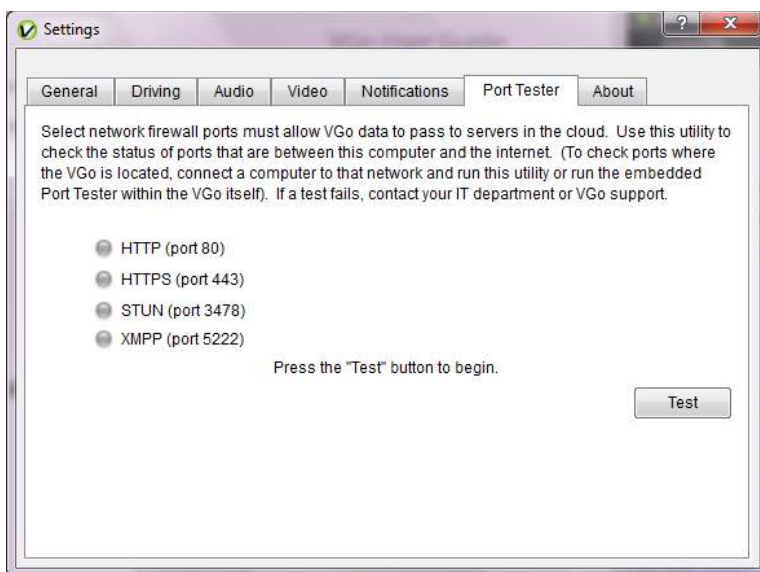 Settings
?
X
General Driving Audio Video Notifications Port Tester About
Select network firewall ports must allow VGo data to pass to servers in the cloud. Use this utility to
check the status of ports that are between this computer and the internet. (To check ports where
the VGo is located, connect a computer to that network and run this utility or run the embedded
Port Tester within the VGo itself). If a test fails, contact your IT department or VGo support.
HTTP (port 80)
HTTPS (port 443)
STUN (port 3478)
XMPP (port 5222)
Press the "Test" button to begin.
Test